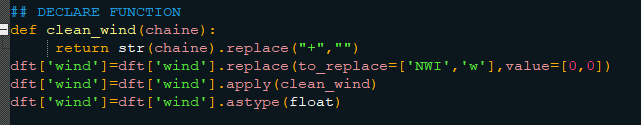 ## DECLARE FUNCTION
def clean_wind(chaine):
return str(chaine).replace("+","")
dft['wind']=dft['wind'].replace(to_replace=['NWI','w'],value=[0,0])
dft['wind']=dft['wind'].apply(clean_wind)
dft['wind']=dft['wind'].astype(float)